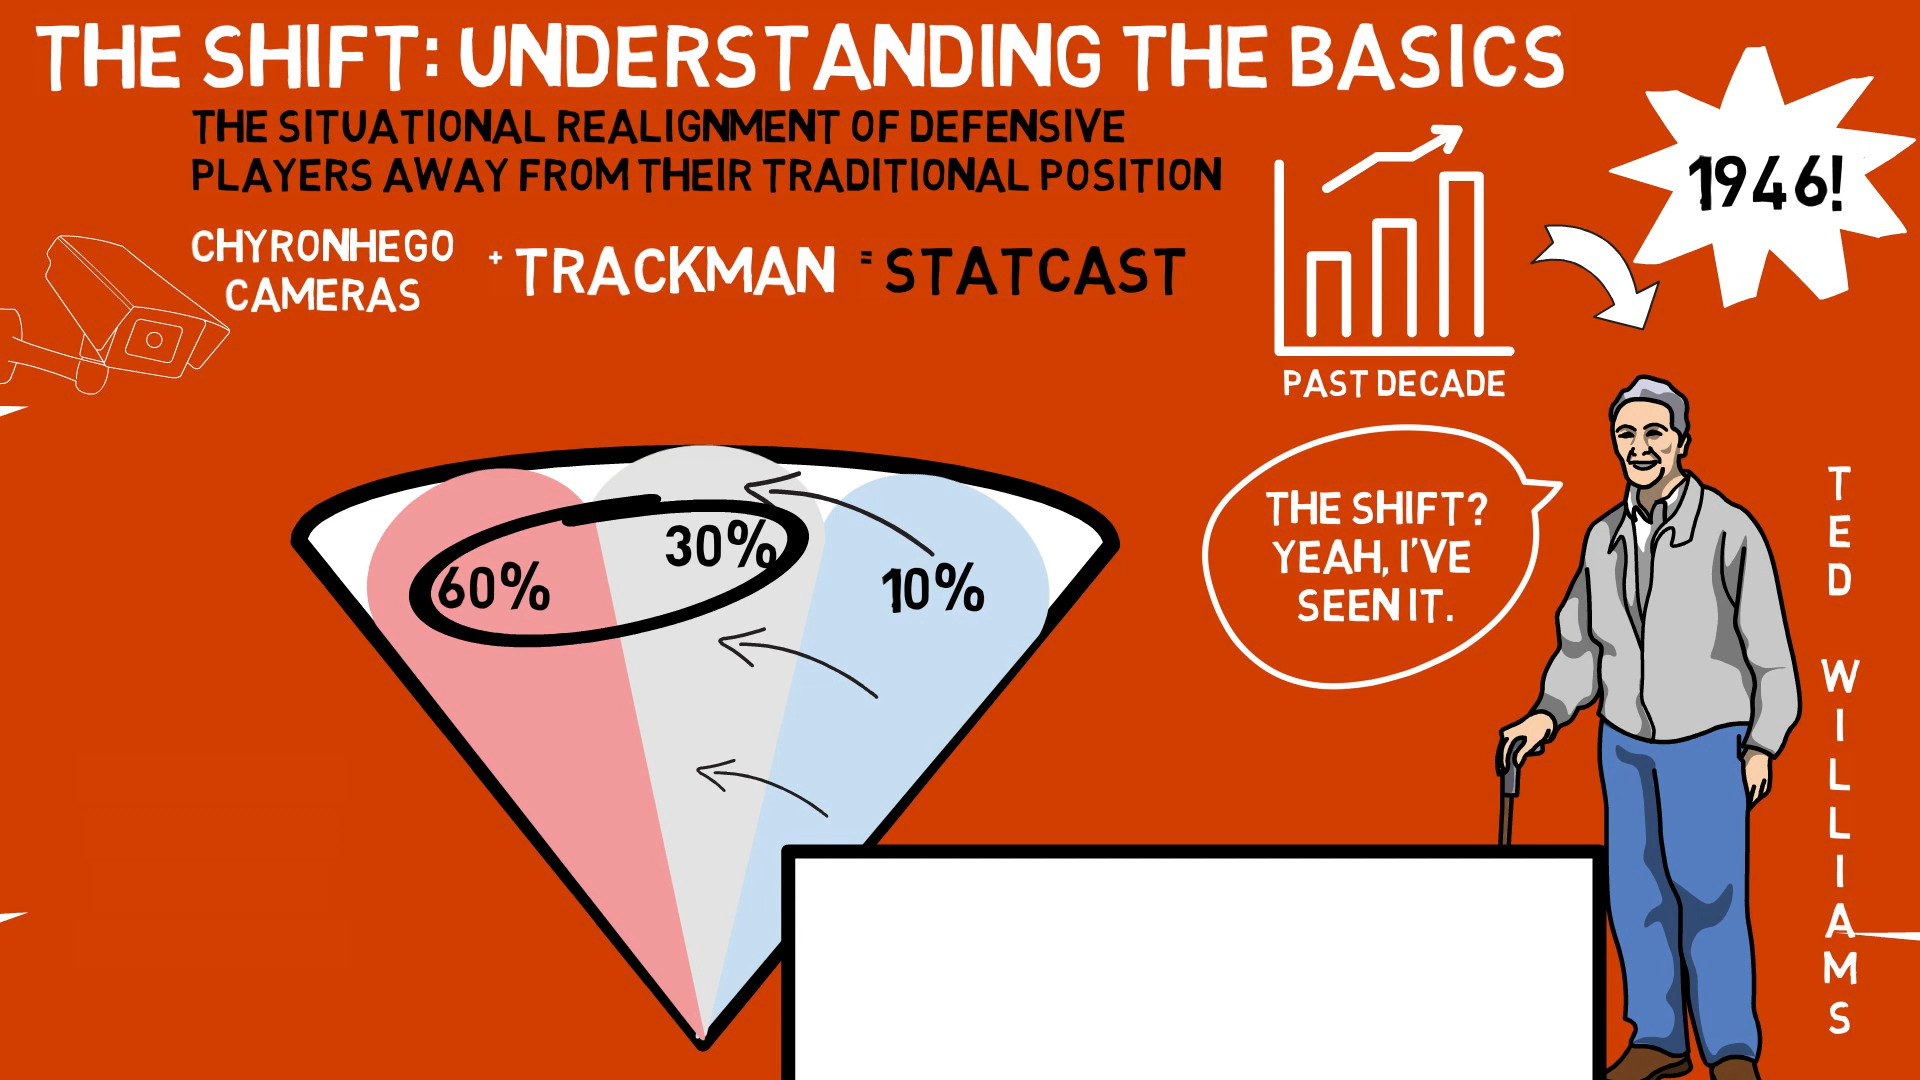 THE SHIFT: UNDERSTANDING THE BASICS
THE SITUATIONAL REALIGNMENT OF DEFENSIVE
PLAYERS AWAY FROM THEIR TRADITIONAL POSITION
CHYRONHEGO
CAMERAS
+ TRACKMAN = STATCAST
PAST DECADE
1946!
60%
30%
10%
THE SHIFT?
YEAH, I'VE
SEEN IT.
TED
WILLIAMS